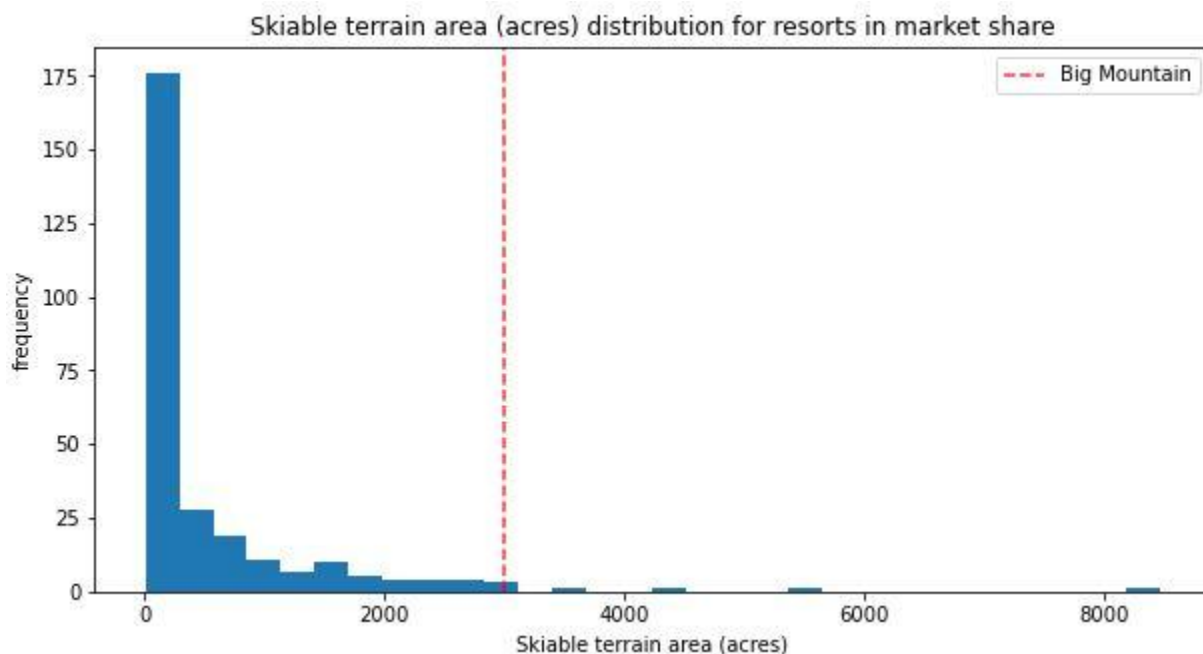 Skiable terrain area (acres) distribution for resorts in market share
Big Mountain
175
150
125
100
75
50
25
0
frequency
0 2000 4000 6000 8000
Skiable terrain area (acres)